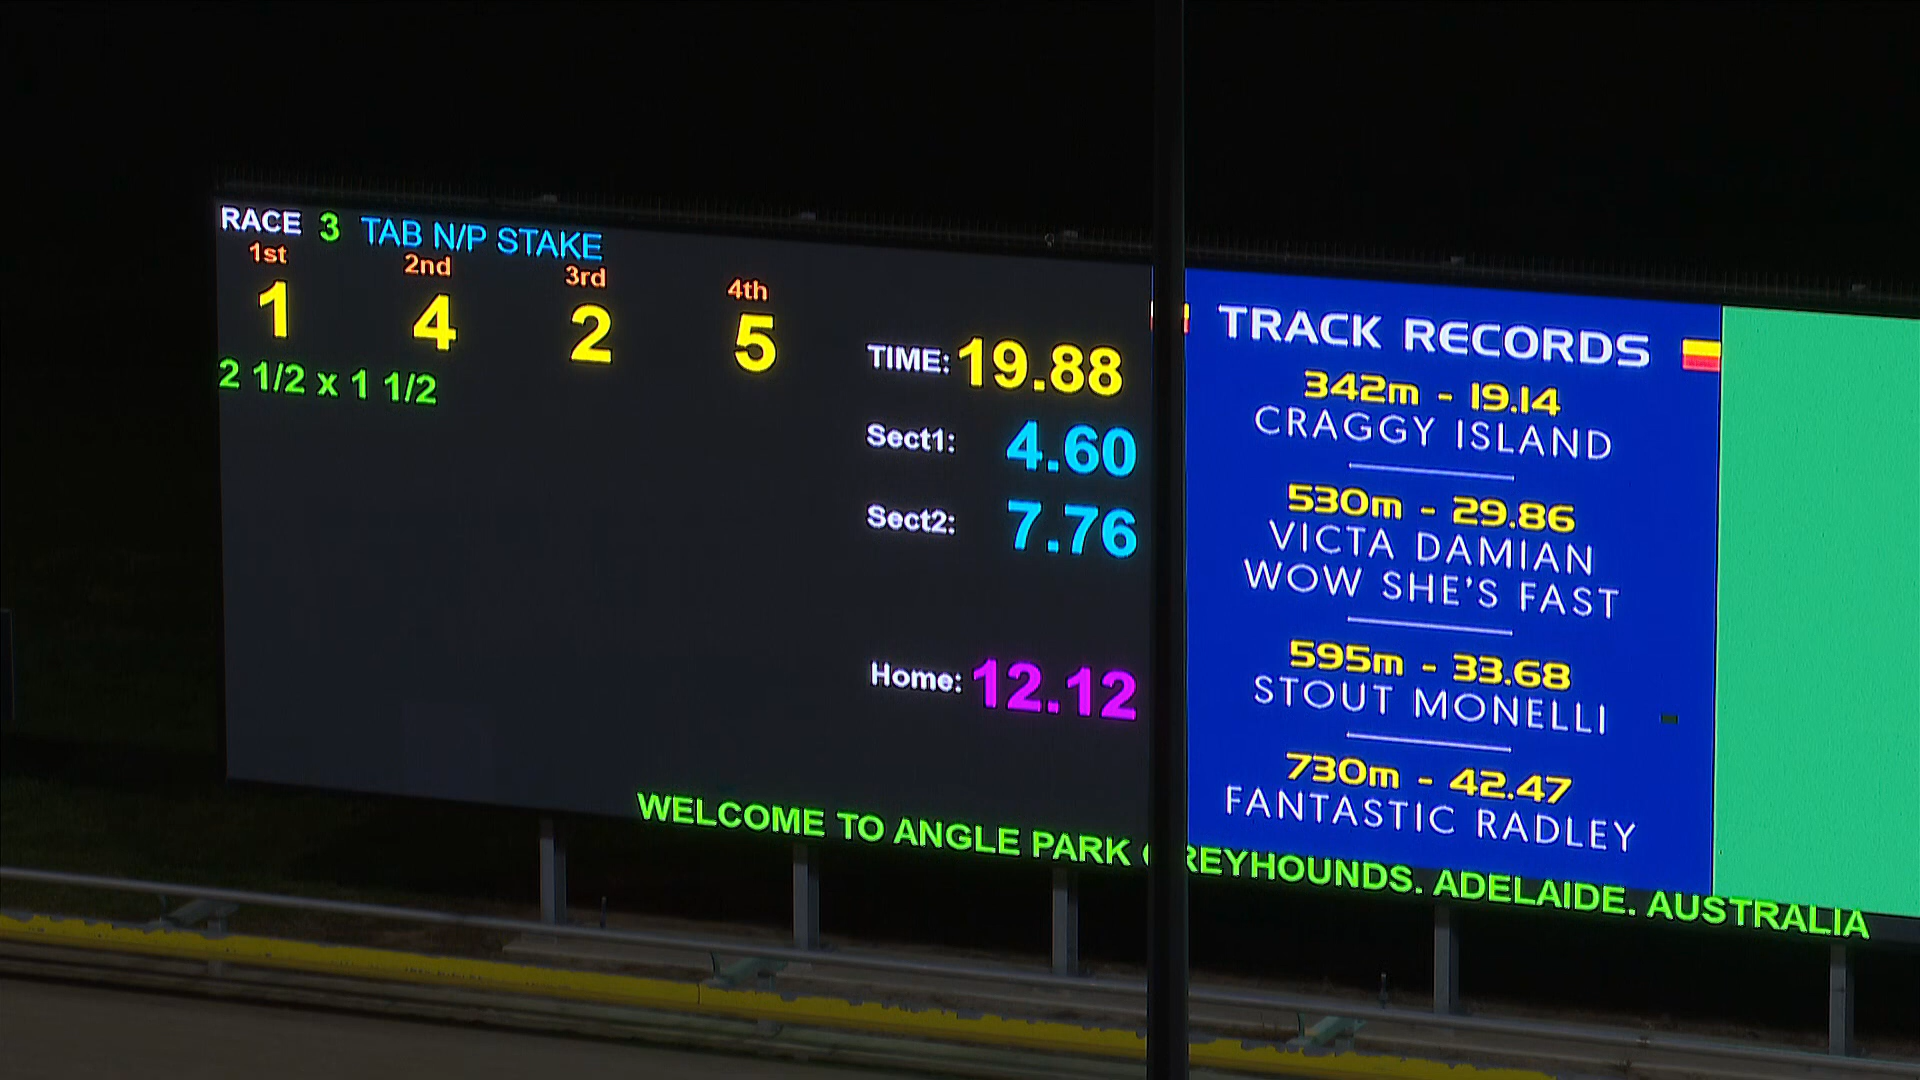 RACE 3 TAB N/P STAKE
1st 2nd 3rd 4th
1 4 2 5
2 1/2 x 1 1/2
TIME: 19.88
Sect1: 4.60
Sect2: 7.76
Home: 12.12
TRACK RECORDS
342m - 19.14
CRAGGY ISLAND
530m - 29.86
VICTA DAMIAN
WOW SHE'S FAST
595m - 33.68
STOUT MONELLI
730m - 42.47
FANTASTIC RADLEY
WELCOME TO ANGLE PARK GREYHOUNDS. ADELAIDE. AUSTRALIA